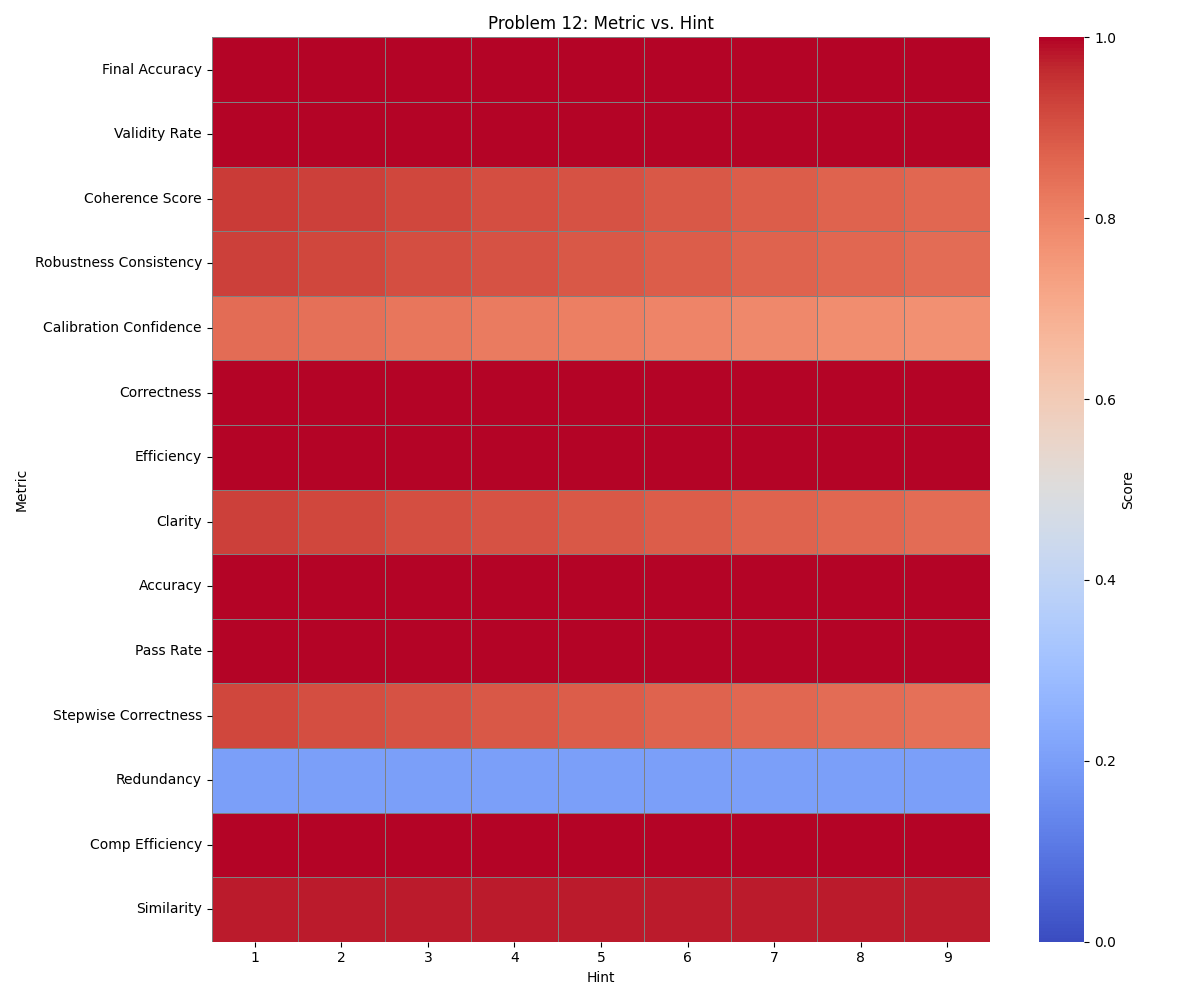 Problem 12: Metric vs. Hint
Final Accuracy
Validity Rate
Coherence Score
Robustness Consistency
Calibration Confidence
Correctness
Efficiency
Clarity
Accuracy
Pass Rate
Stepwise Correctness
Redundancy
Comp Efficiency
Similarity
Metric
1 2 3 4 5 6 7 8 9
Hint
1.0
0.8
0.6
0.4
0.2
0.0
Score